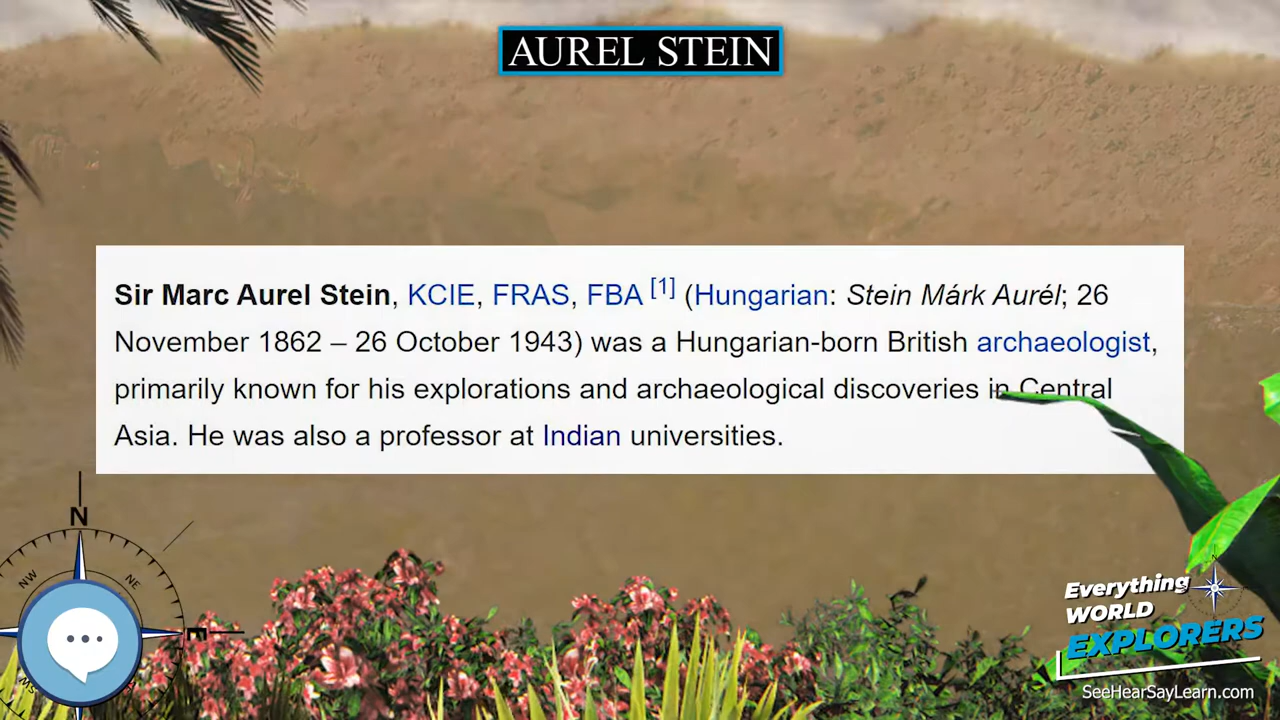 AUREL STEIN
Sir Marc Aurel Stein, KCIE, FRAS, FBA [1] (Hungarian: Stein Márk Aurél; 26
November 1862 – 26 October 1943) was a Hungarian-born British archaeologist,
primarily known for his explorations and archaeological discoveries in Central
Asia. He was also a professor at Indian universities.
N
NW
NE
E
Everything
WORLD
EXPLORERS
SeeHearSayLearn.com